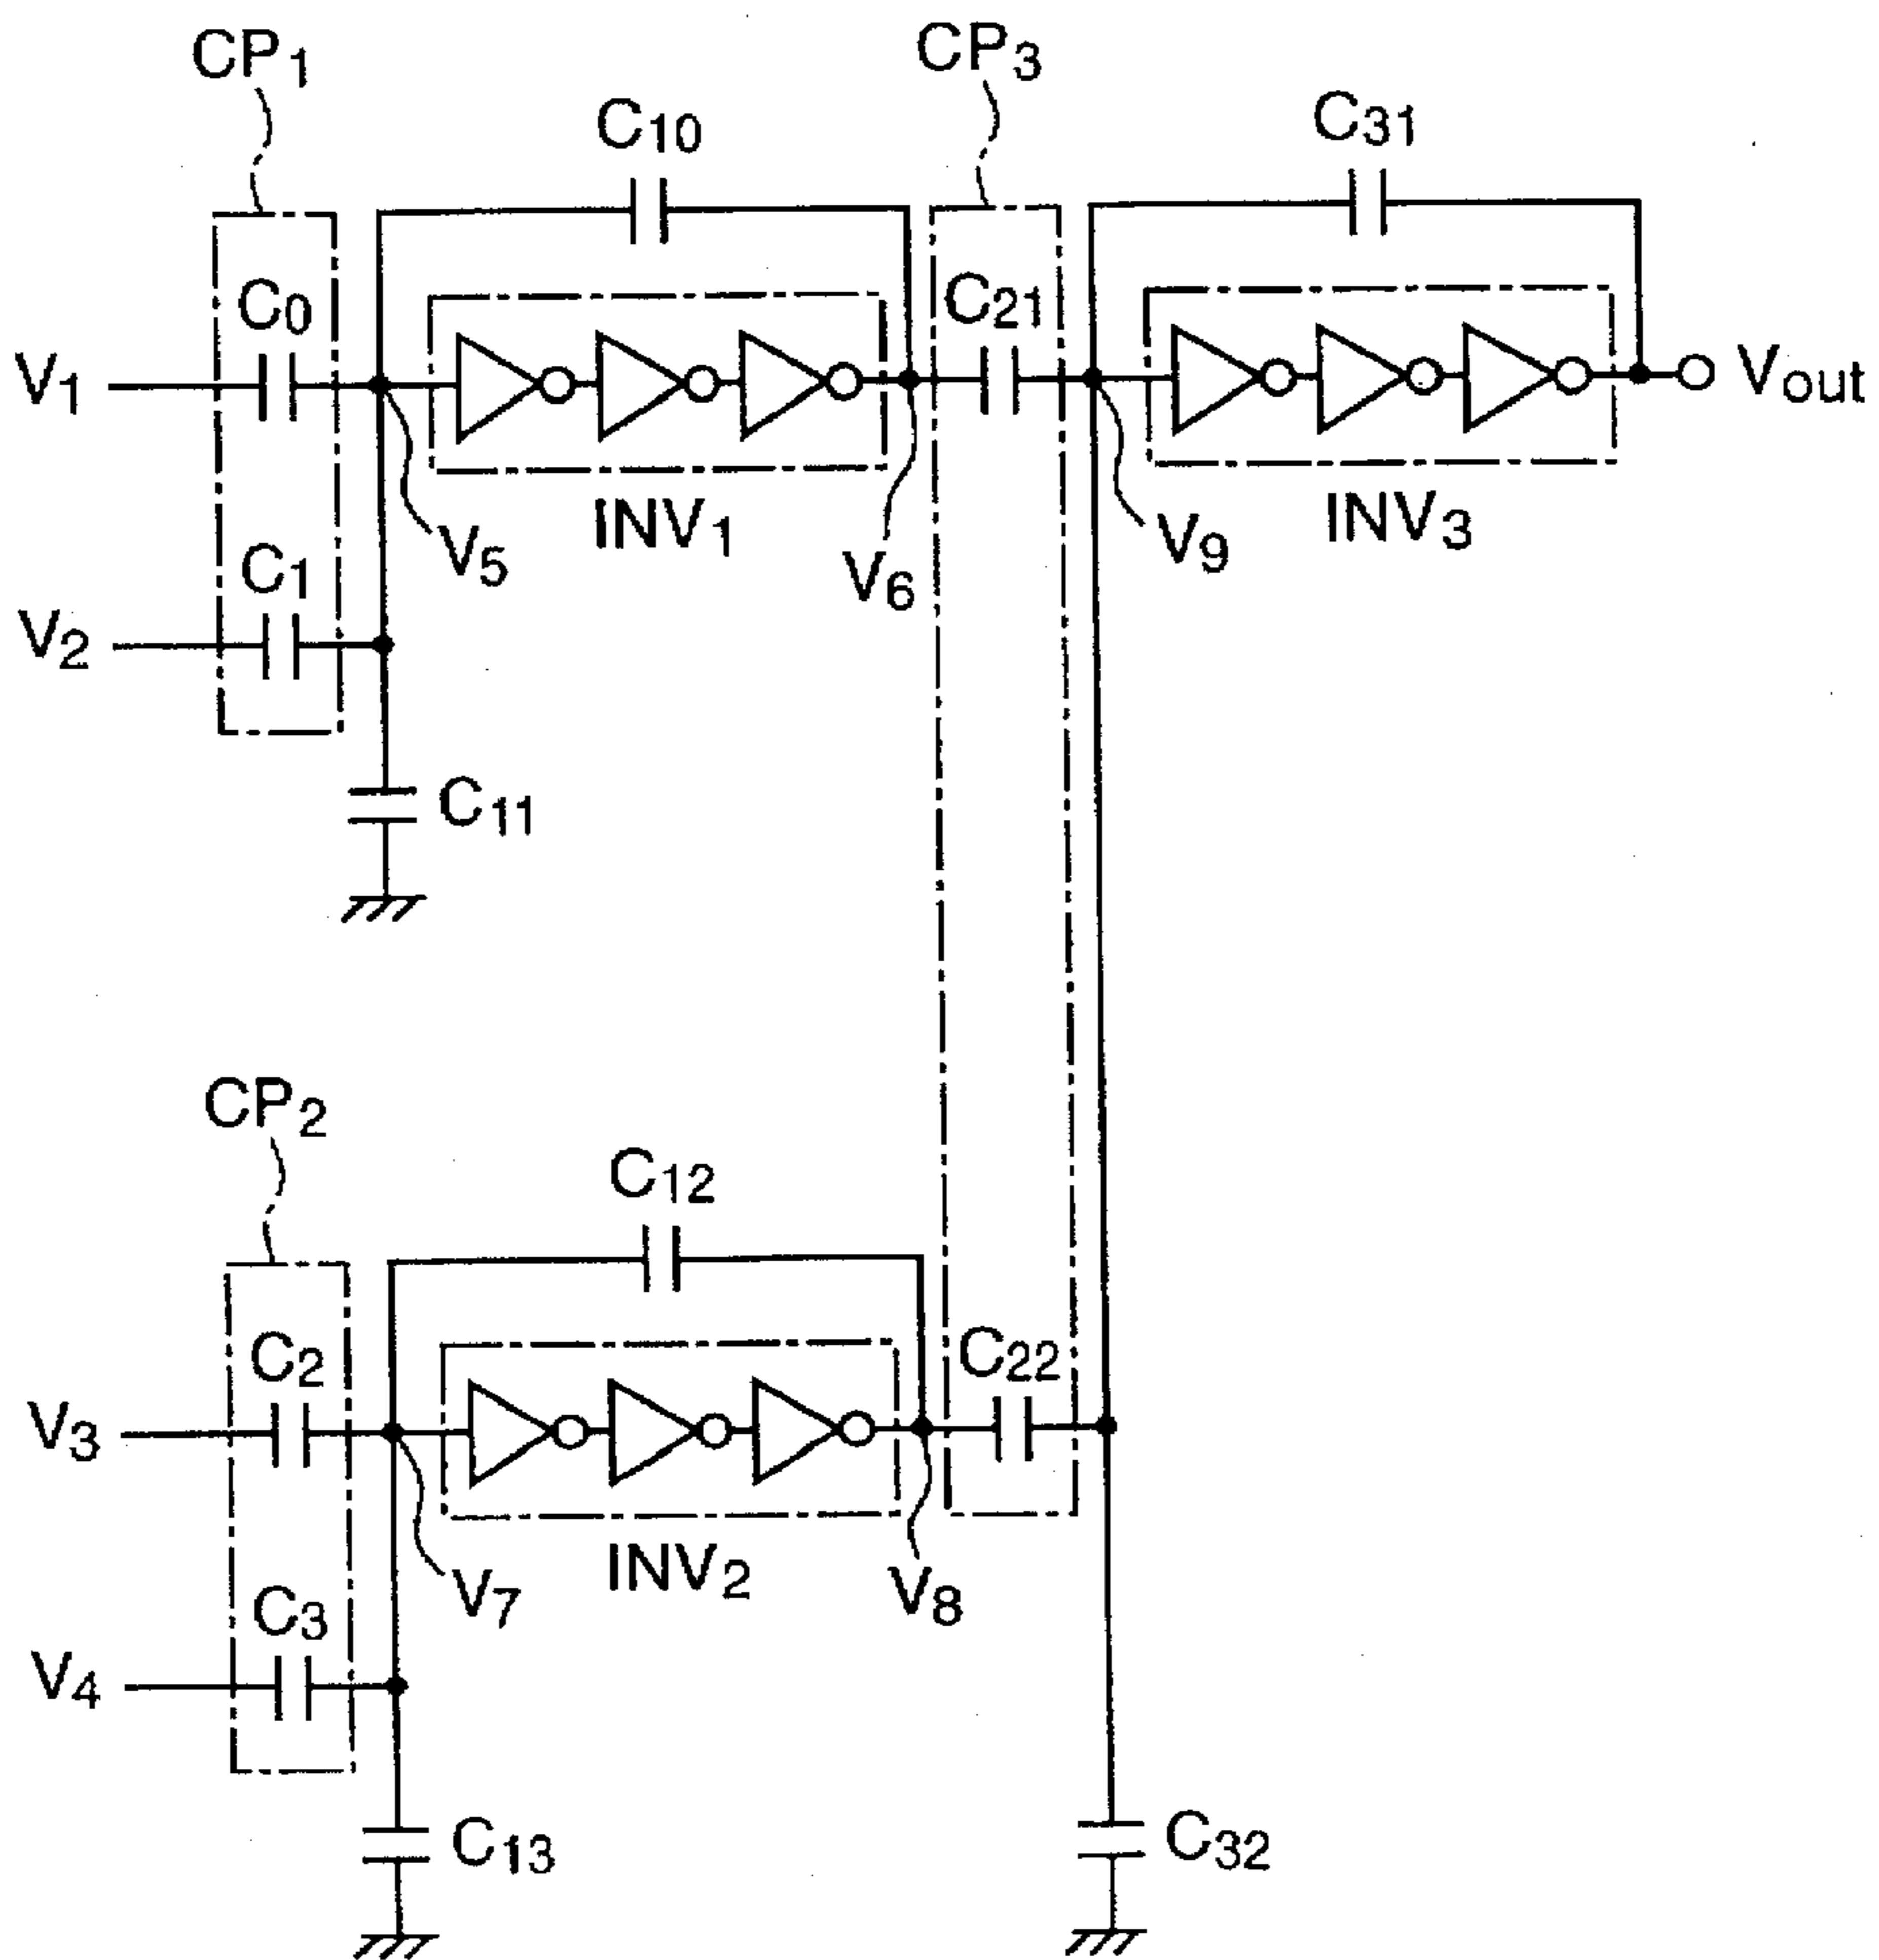 CP1
CP3
C10
C31
C0
C21
V1
Vout
INV1
INV3
V5
V6
V9
C1
V2
C11
CP2
C12
C2
C22
V3
INV2
V7
V8
C3
V4
C13
C32